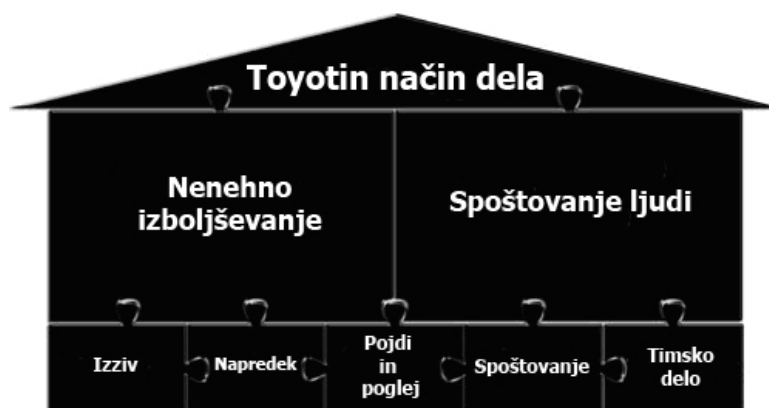 Toyotin način dela
Nenehno
izboljševanje
Spoštovanje ljudi
Izziv
Napredek
Pojdi
in
poglej
Spoštovanje
Timsko
delo